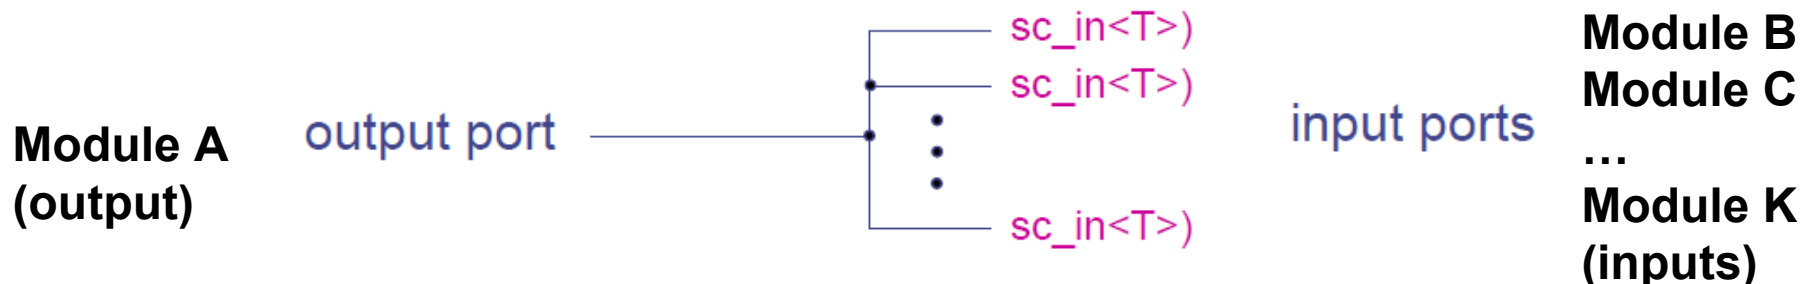 Module A
(output)
output port
sc_in<T>)
sc_in<T>)
sc_in<T>)
input ports
Module B
Module C
...
Module K
(inputs)